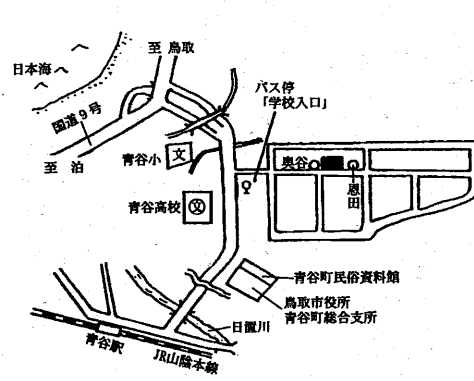 至 鳥取
日本海
国道9号
至 泊
バス停
「学校入口」
青谷小
文
奥谷
恩田
青谷高校
文
青谷町民俗資料館
鳥取市役所
青谷町総合支所
日置川
青谷駅
JR山陰本線